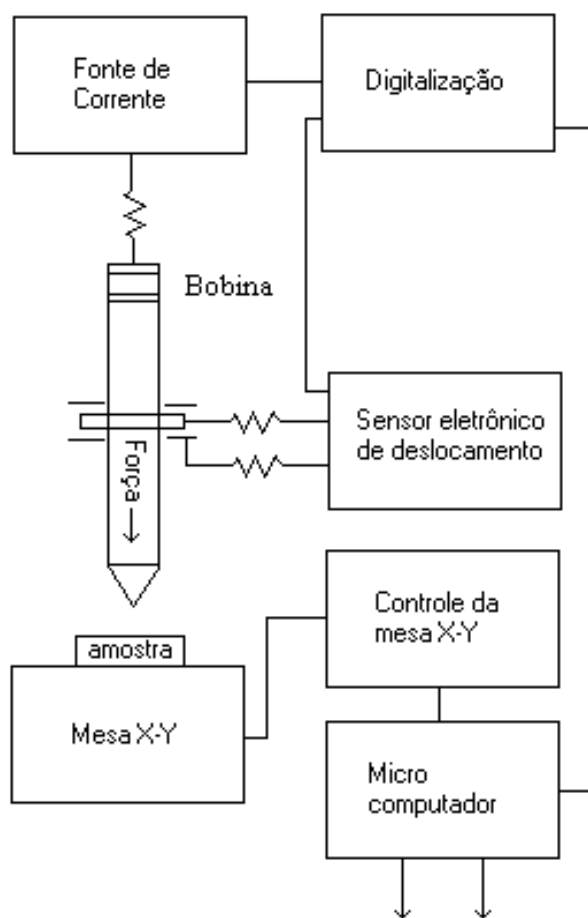 Fonte de
Corrente
Digitalização
Bobina
Sensor eletrônico
de deslocamento
Força
Controle da
mesa X-Y
amostra
Mesa X-Y
Micro
computador